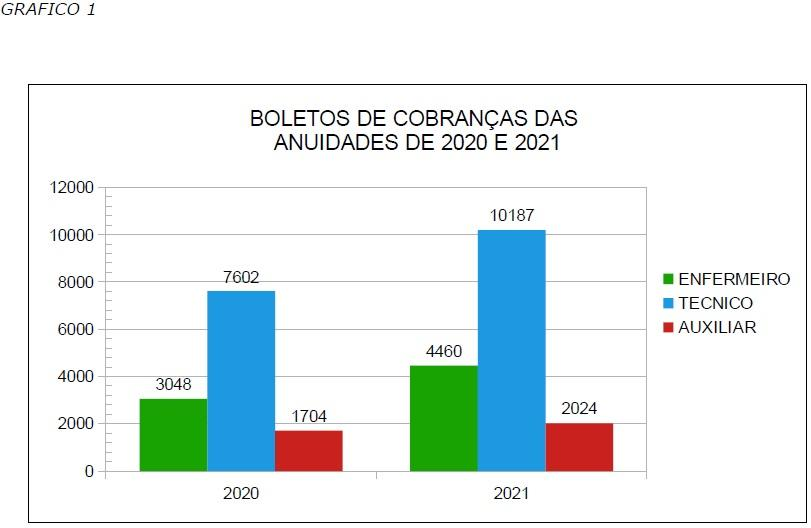 GRAFICO 1
BOLETOS DE COBRANÇAS DAS
ANUIDADES DE 2020 E 2021
12000
10000
8000
6000
4000
2000
0
3048
7602
1704
4460
10187
2024
2020
2021
ENFERMEIRO
TECNICO
AUXILIAR